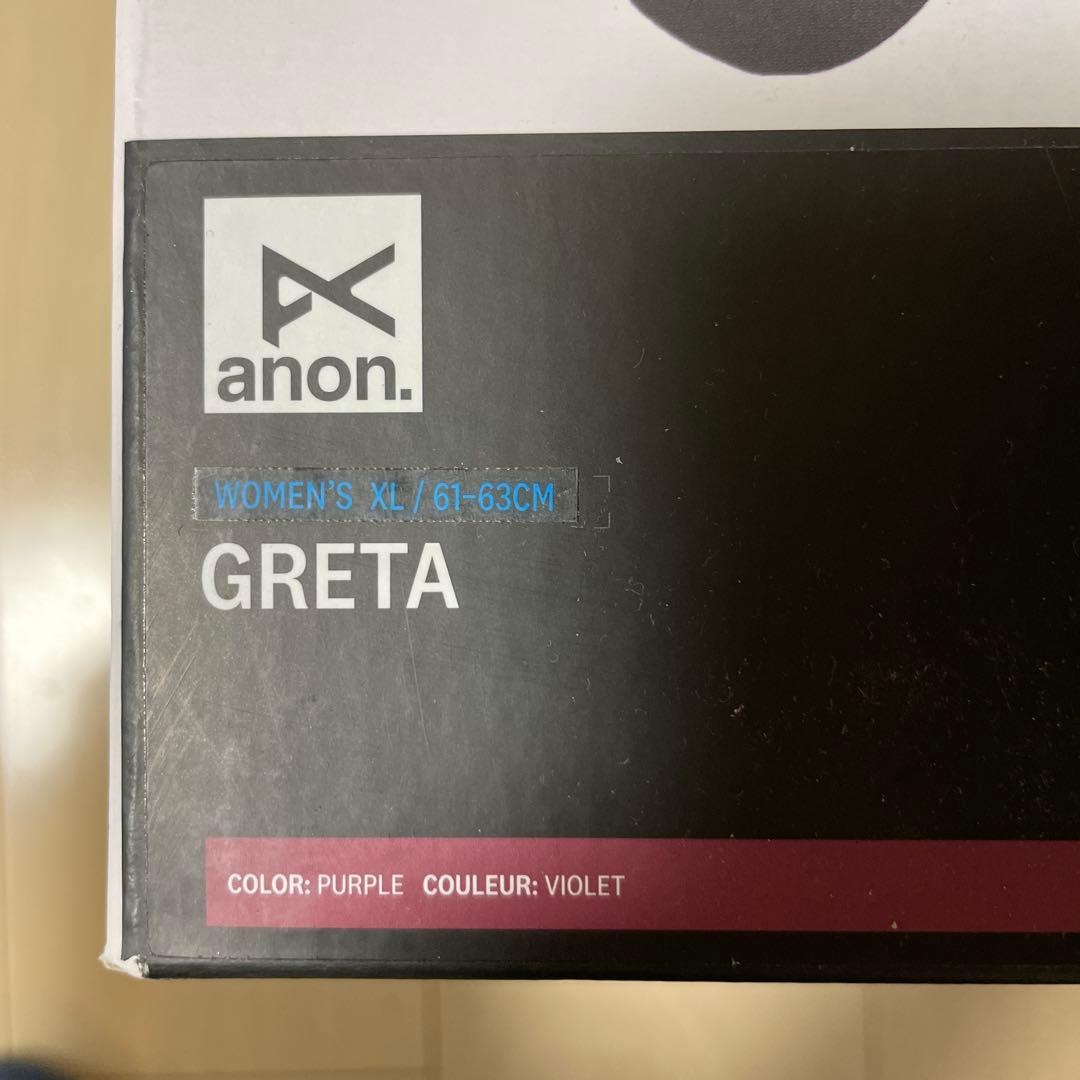 anon.
WOMEN'S XL / 61-63CM
GRETA
COLOR: PURPLE COULEUR: VIOLET